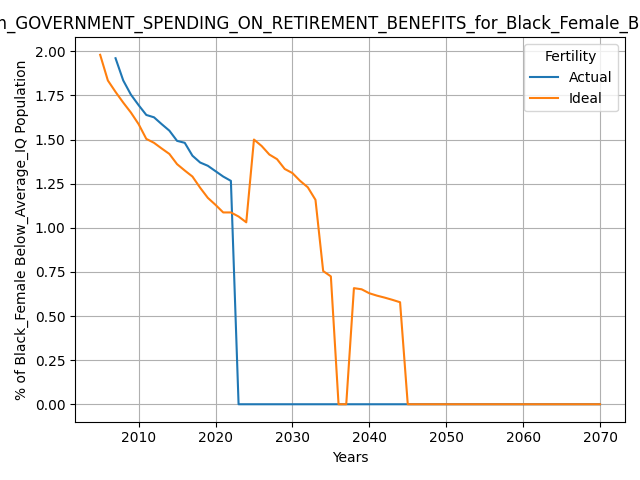 n_GOVERNMENT_SPENDING_ON_RETIREMENT_BENEFITS_for_Black_Female_B
Fertility
Actual
Ideal
2.00
1.75
1.50
1.25
1.00
0.75
0.50
0.25
0.00
% of Black_Female Below_Average_IQ Population
2010 2020 2030 2040 2050 2060 2070
Years